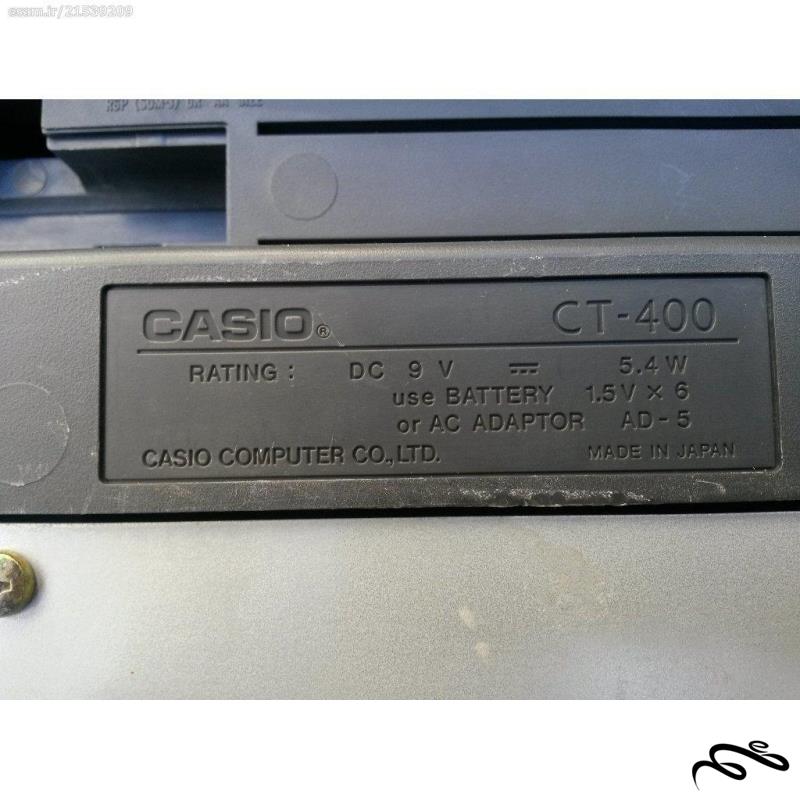 esam.ir/21539209
CASIO® CT-400
RATING : DC 9 V ⎓ 5.4 W
use BATTERY 1.5V × 6
or AC ADAPTOR AD-5
CASIO COMPUTER CO.,LTD. MADE IN JAPAN